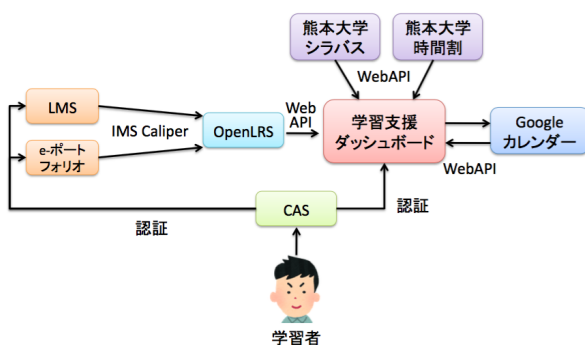 熊本大学
シラバス
熊本大学
時間割
WebAPI
LMS
IMS Caliper
e-ポート
フォリオ
OpenLRS
Web
API
学習支援
ダッシュボード
Google
カレンダー
WebAPI
CAS
認証
認証
学習者